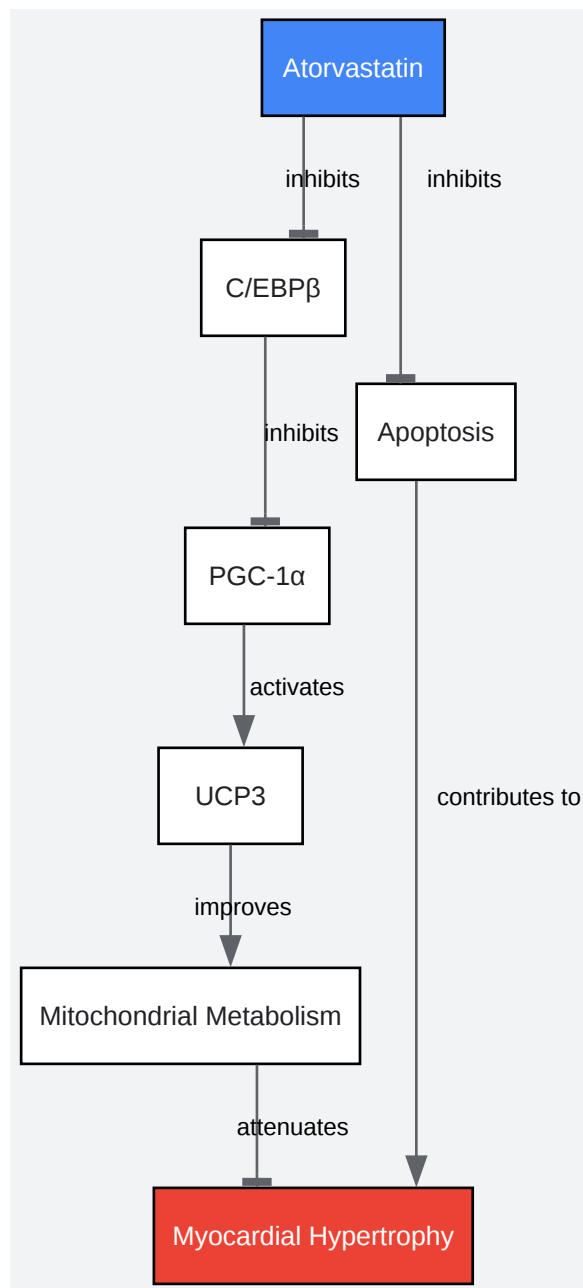 Atorvastatin
inhibits
inhibits
C/EBPβ
inhibits
Apoptosis
PGC-1α
activates
UCP3
contributes to
improves
Mitochondrial Metabolism
attenuates
Myocardial Hypertrophy